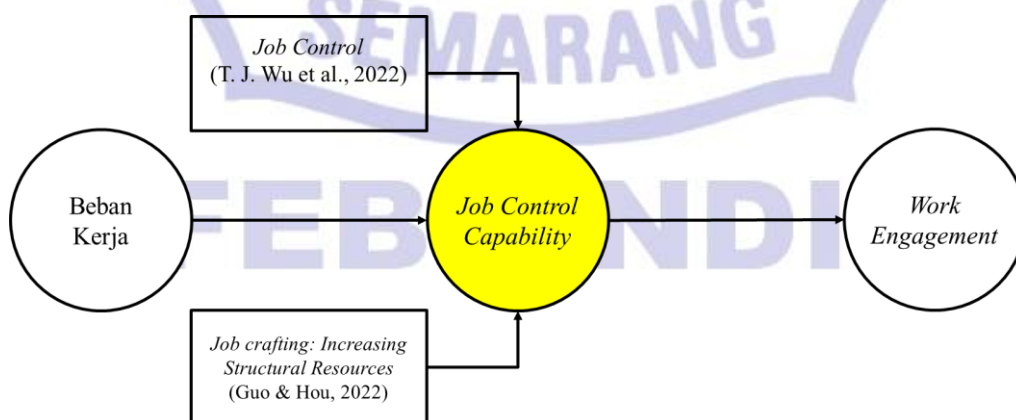 SEMARANG
Job Control
(T. J. Wu et al., 2022)
Beban
Kerja
Job Control
Capability
Work
Engagement
FEB UNDIP
Job crafting: Increasing
Structural Resources
(Guo & Hou, 2022)